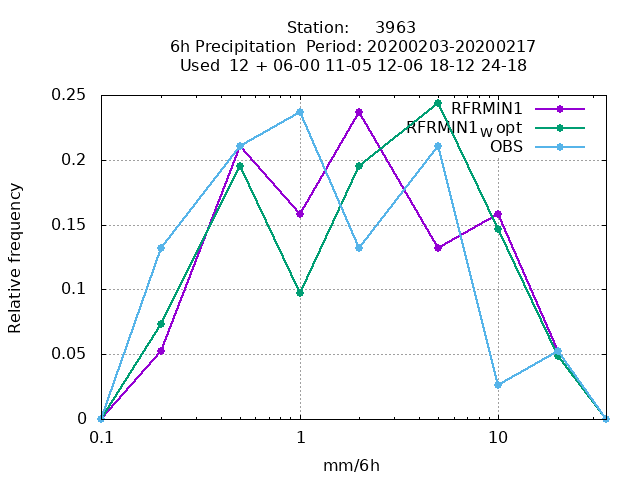 Station: 3963
6h Precipitation Period: 20200203-20200217
Used 12 + 06-00 11-05 12-06 18-12 24-18
RFRMIN1
RFRMIN1w opt
OBS
Relative frequency
0.25
0.2
0.15
0.1
0.05
0
0.1 1 10
mm/6h